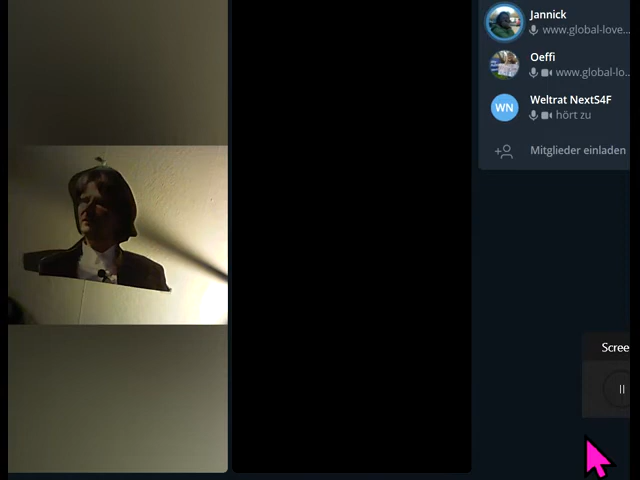 Jannick
www.global-love...
Oeffi
www.global-lo...
WN
Weltrat NextS4F
hört zu
Mitglieder einladen
Scree